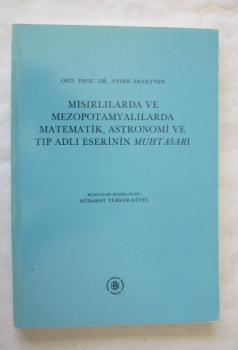 ORD. PROF. DR. AYDIN SAYILI'NIN
MISIRLILARDA VE
MEZOPOTAMYALILARDA
MATEMATİK, ASTRONOMİ VE
TIP ADLI ESERİNİN MUHTASARI
MUHTASARI HAZIRLAYAN:
MÜBAHAT TÜRKER-KÜYEL